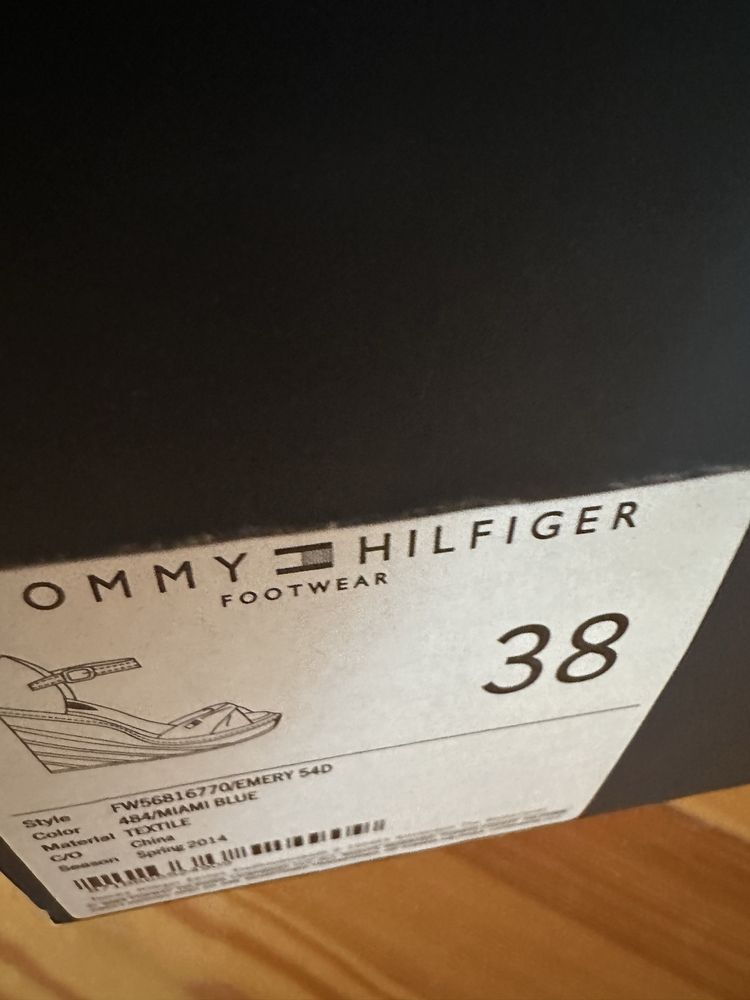 OMMY HILFIGER
FOOTWEAR
38
Style FW56816770/EMERY 54D
Color 484/MIAMI BLUE
Material TEXTILE
C/O China
Season Spring 2014